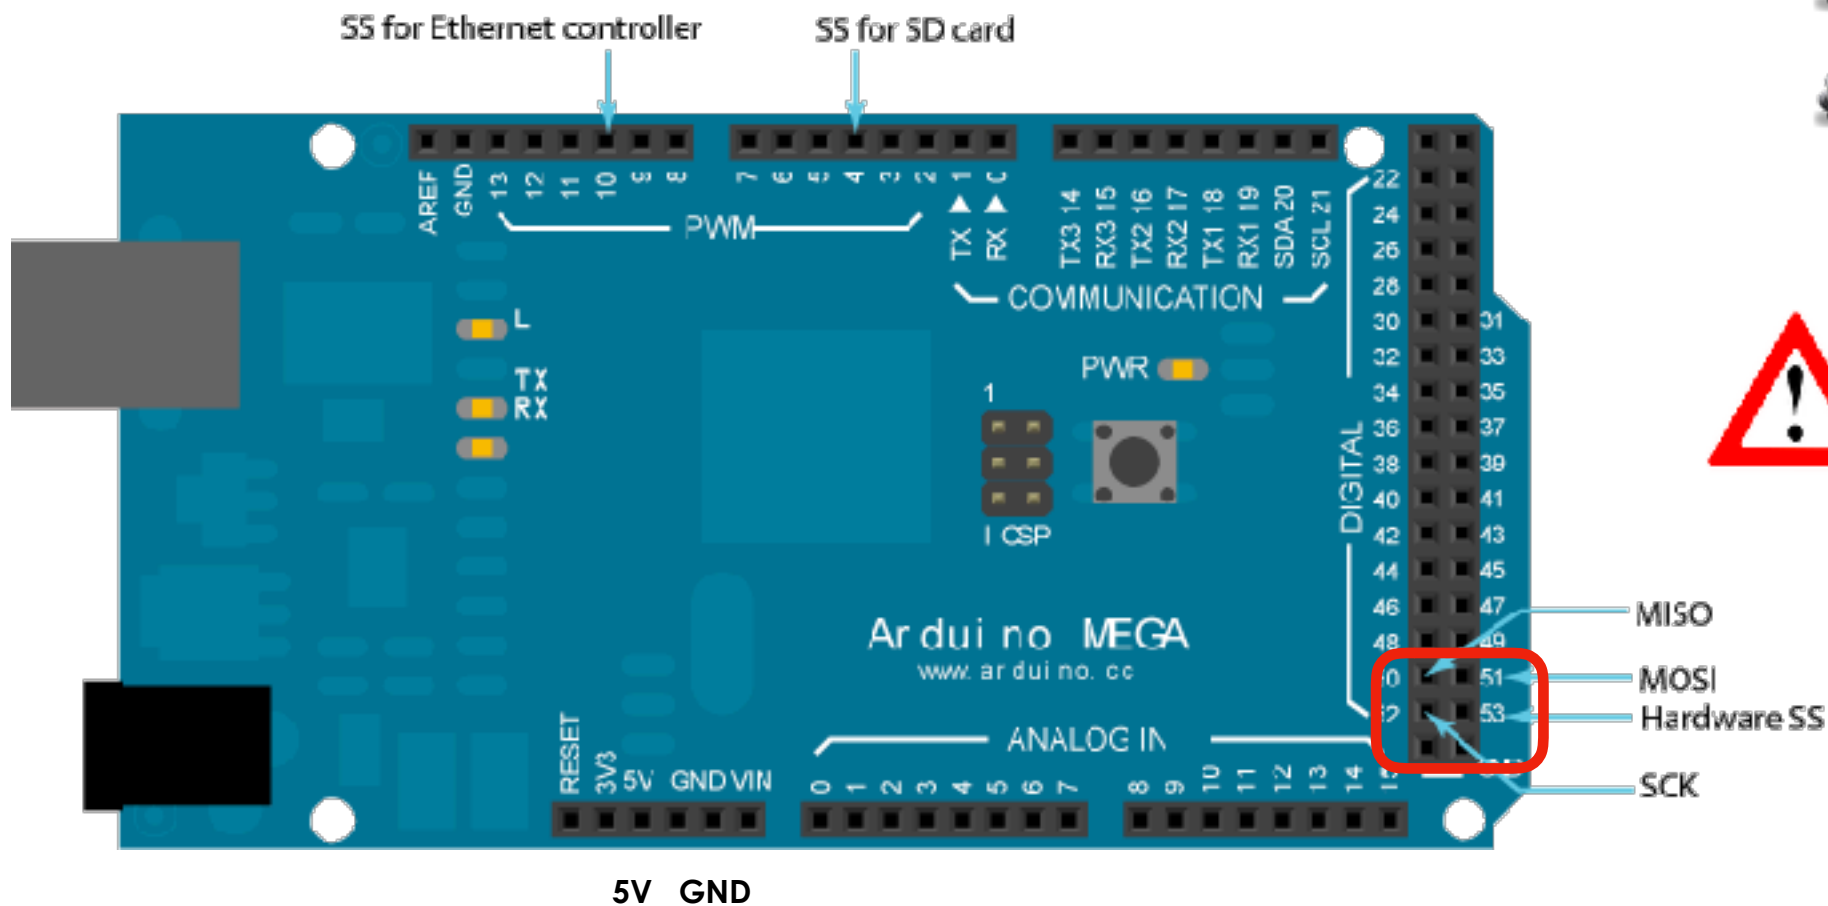 SS for Ethernet controller
SS for SD card
AREF
GND
13
12
11
10
9
8
7
6
5
4
3
2
1
0
PWM
TX
RX
TX3 14
RX3 15
TX2 16
RX2 17
TX1 18
RX1 19
SDA 20
SCL 21
COMMUNICATION
22
24
26
28
30
31
32
33
34
35
36
37
38
39
40
41
42
43
44
45
46
47
48
49
51
53
DIGITAL
L
TX
RX
PWR
1
ICSP
Arduino MEGA
www.arduino.cc
MISO
MOSI
Hardware SS
SCK
RESET
3V3
5V
GND
VIN
ANALOG IN
0
1
2
3
4
5
6
7
8
9
10
11
12
13
14
5V GND